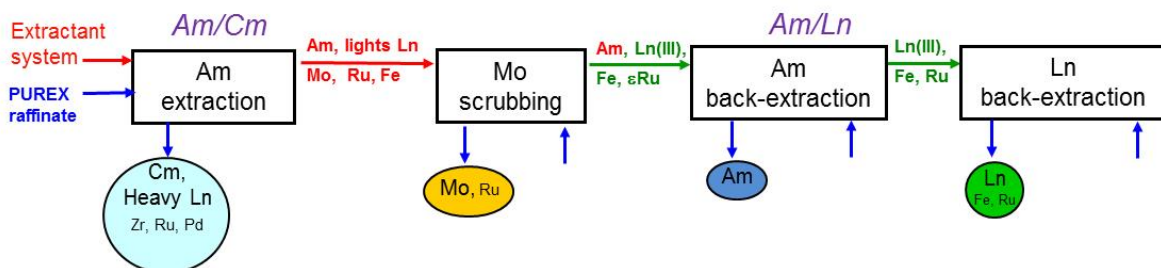 Am/Cm
Am/Ln
Extractant
system
PUREX
raffinate
Am
extraction
Am, lights Ln
Mo, Ru, Fe
Mo
scrubbing
Am, Ln(III),
Fe, εRu
Am
back-extraction
Ln(III),
Fe, Ru
Ln
back-extraction
Cm,
Heavy Ln
Zr, Ru, Pd
Mo, Ru
Am
Ln
Fe, Ru